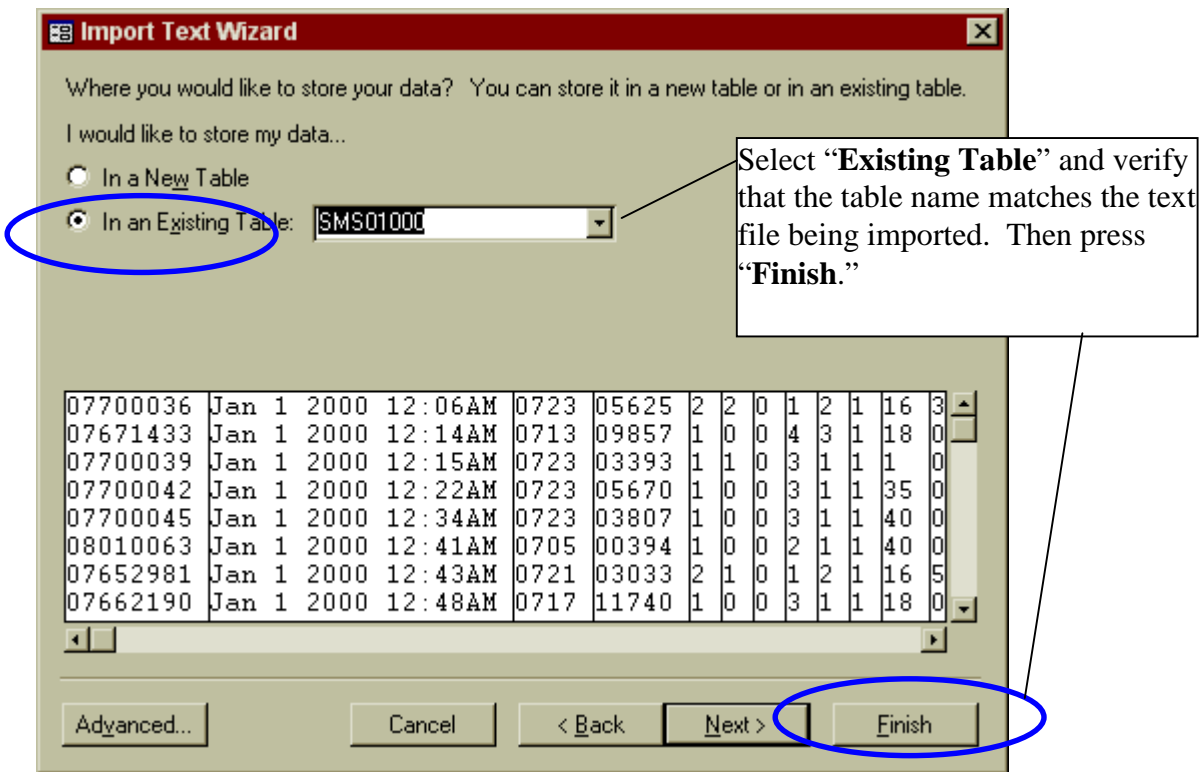 Import Text Wizard
Where you would like to store your data?  You can store it in a new table or in an existing table.
I would like to store my data...
In a New Table
In an Existing Table: SMS01000
Select “Existing Table” and verify
that the table name matches the text
file being imported.  Then press
“Finish.”
07700036 Jan 1 2000 12:06AM 0723 05625 2 2 0 1 2 1 16 3
07671433 Jan 1 2000 12:14AM 0713 09857 1 0 0 4 3 1 18 0
07700039 Jan 1 2000 12:15AM 0723 03393 1 1 0 3 1 1 1 0
07700042 Jan 1 2000 12:22AM 0723 05670 1 0 0 3 1 1 35 0
07700045 Jan 1 2000 12:34AM 0723 03807 1 0 0 3 1 1 40 0
08010063 Jan 1 2000 12:41AM 0705 00394 1 0 0 2 1 1 40 0
07652981 Jan 1 2000 12:43AM 0721 03033 2 1 0 1 2 1 16 5
07662190 Jan 1 2000 12:48AM 0717 11740 1 0 0 3 1 1 18 0
Advanced... Cancel < Back Next > Finish